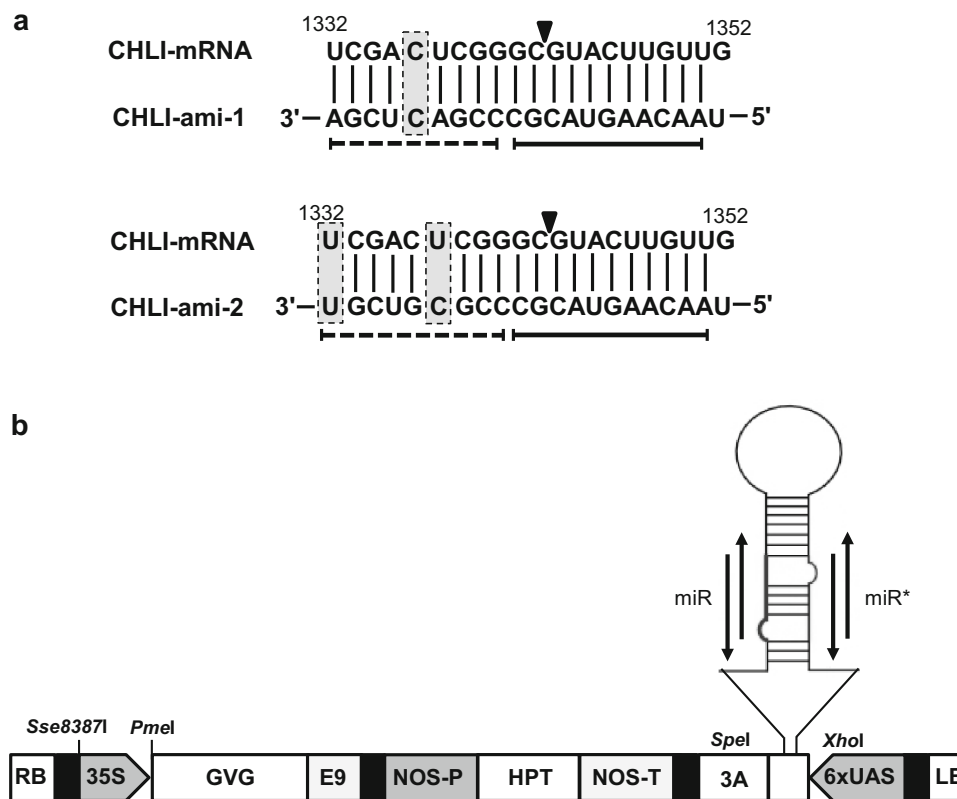 a
1332 1352
CHLI-mRNA UCGACUCGGGCGUACUUGUUG
CHLI-ami-1 3'–AGCUCAGCCCGCAUGAACAAU–5'
1332 1352
CHLI-mRNA UCGACUCGGGCGUACUUGUUG
CHLI-ami-2 3'–UGCUGCGCCCGCAUGAACAAU–5'
b
miR miR*
Sse8387I PmeI SpeI XhoI
RB 35S GVG E9 NOS-P HPT NOS-T 3A 6xUAS